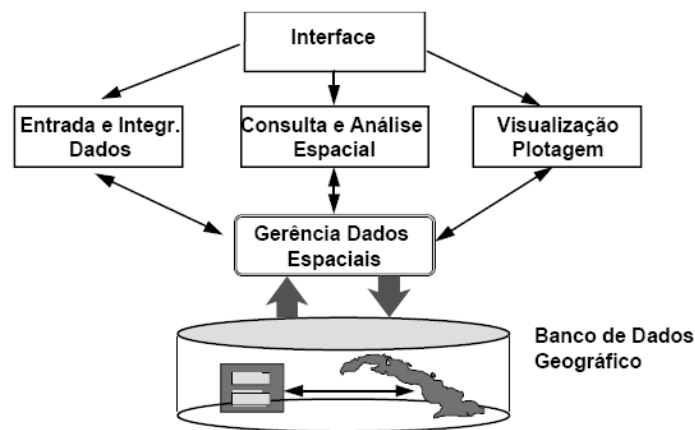 Interface
Entrada e Integr.
Dados
Consulta e Análise
Espacial
Visualização
Plotagem
Gerência Dados
Espaciais
Banco de Dados
Geográfico